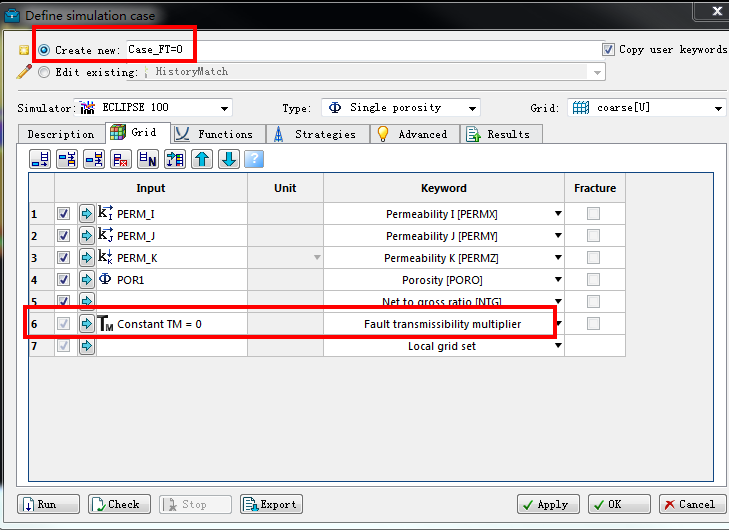 Define simulation case
Create new: Case_FT=0 Copy user keywords
Edit existing: HistoryMatch
Simulator: ECLIPSE 100 Type: Single porosity Grid: coarse[U]
Description Grid Functions Strategies Advanced Results
Input Unit Keyword Fracture
1 PERM_I Permeability I [PERMX]
2 PERM_J Permeability J [PERMY]
3 PERM_K Permeability K [PERMZ]
4 POR1 Porosity [PORO]
5 Net to gross ratio [NTG]
6 Constant TM = 0 Fault transmissibility multiplier
7 Local grid set
Run Check Stop Export Apply OK Cancel